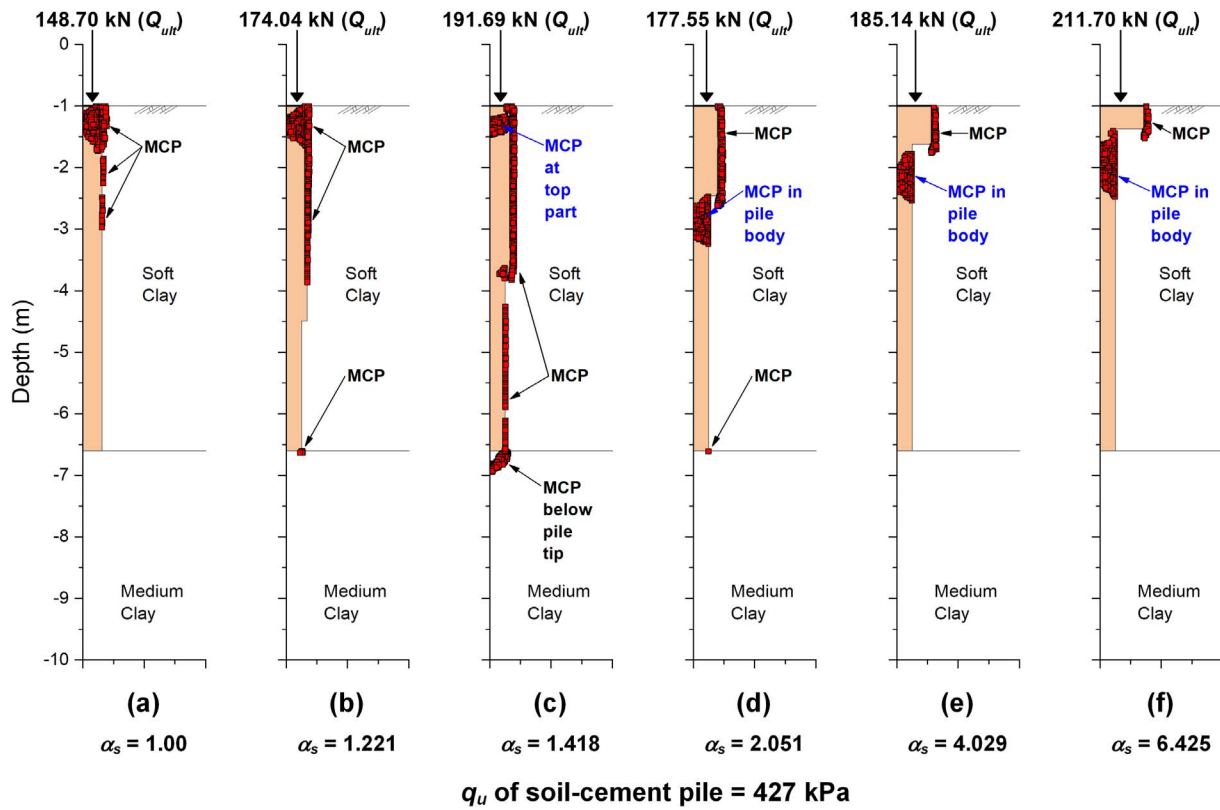 148.70 kN (Qult) 174.04 kN (Qult) 191.69 kN (Qult) 177.55 kN (Qult) 185.14 kN (Qult) 211.70 kN (Qult)
0
-1
-2
-3
-4
-5
-6
-7
-8
-9
-10
Depth (m)
MCP
Soft
Clay
Medium
Clay
(a)
αs = 1.00
MCP
Soft
Clay
MCP
Medium
Clay
(b)
αs = 1.221
MCP
at
top
part
Soft
Clay
MCP
MCP
below
pile
tip
Medium
Clay
(c)
αs = 1.418
MCP
MCP in
pile
body
Soft
Clay
MCP
Medium
Clay
(d)
αs = 2.051
MCP
MCP in
pile
body
Soft
Clay
Medium
Clay
(e)
αs = 4.029
MCP
MCP in
pile
body
Soft
Clay
Medium
Clay
(f)
αs = 6.425
qu of soil-cement pile = 427 kPa